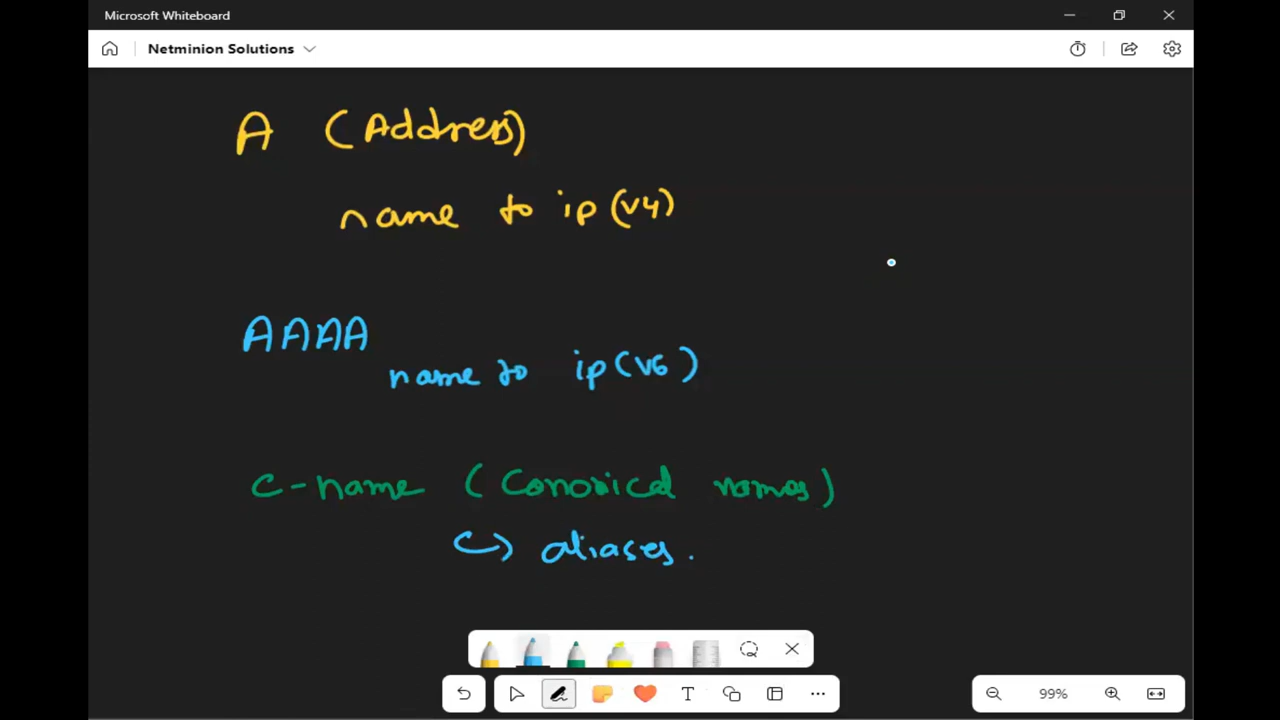 Microsoft Whiteboard
Netminion Solutions
A (Address)
name to ip (v4)
AAAA
name to ip (v6)
c-name (Canonical names)
aliases.
T
99%